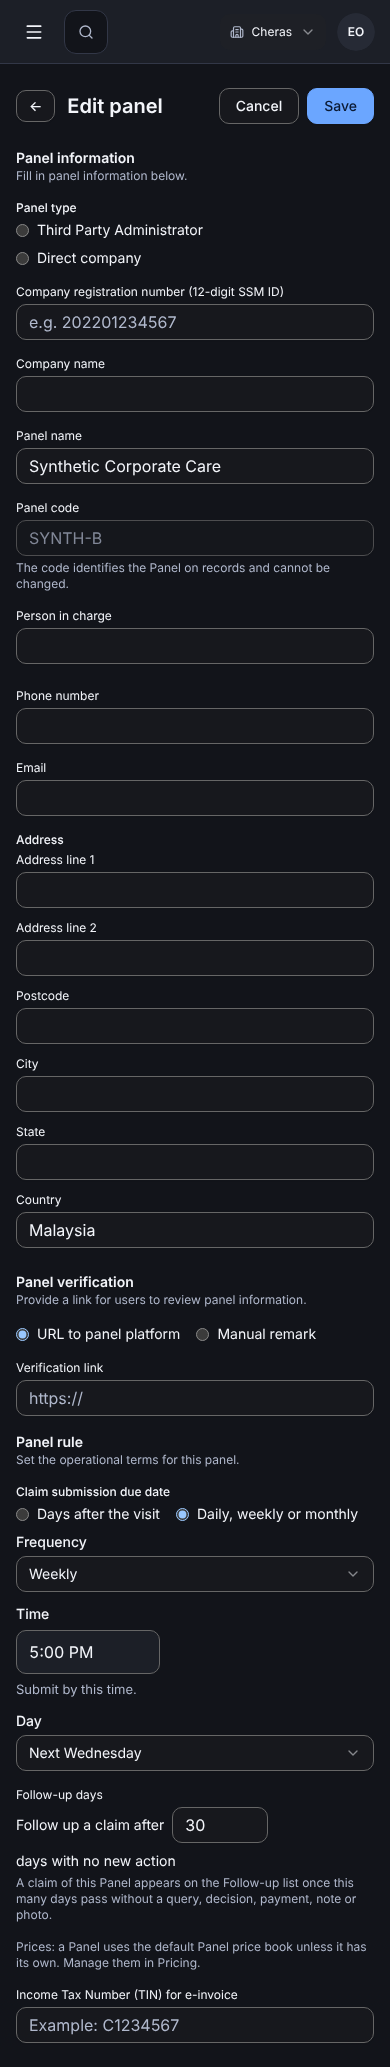 Cheras
EO
Edit panel
Cancel
Save
Panel information
Fill in panel information below.
Panel type
Third Party Administrator
Direct company
Company registration number (12-digit SSM ID)
e.g. 202201234567
Company name
Panel name
Synthetic Corporate Care
Panel code
SYNTH-B
The code identifies the Panel on records and cannot be
changed.
Person in charge
Phone number
Email
Address
Address line 1
Address line 2
Postcode
City
State
Country
Malaysia
Panel verification
Provide a link for users to review panel information.
URL to panel platform
Manual remark
Verification link
https://
Panel rule
Set the operational terms for this panel.
Claim submission due date
Days after the visit
Daily, weekly or monthly
Frequency
Weekly
Time
5:00 PM
Submit by this time.
Day
Next Wednesday
Follow-up days
Follow up a claim after 30
days with no new action
A claim of this Panel appears on the Follow-up list once this
many days pass without a query, decision, payment, note or
photo.
Prices: a Panel uses the default Panel price book unless it has
its own. Manage them in Pricing.
Income Tax Number (TIN) for e-invoice
Example: C1234567